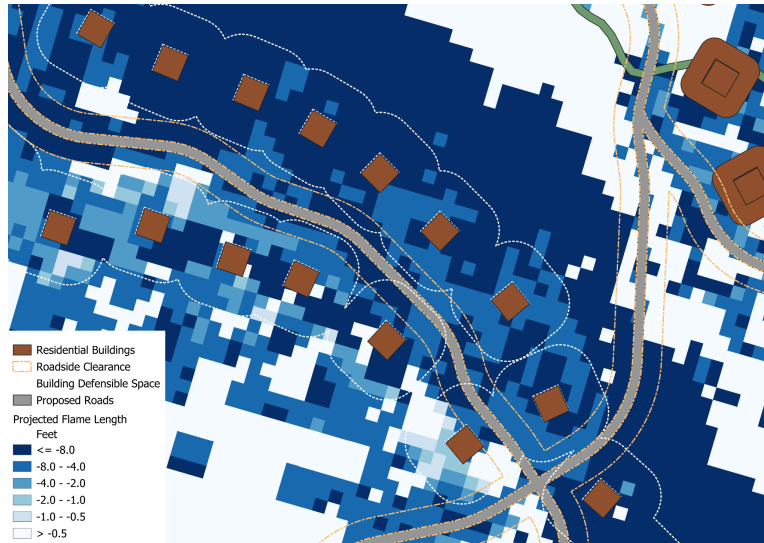 Residential Buildings
Roadside Clearance
Building Defensible Space
Proposed Roads
Projected Flame Length
Feet
<= -8.0
-8.0 - -4.0
-4.0 - -2.0
-2.0 - -1.0
-1.0 - -0.5
> -0.5